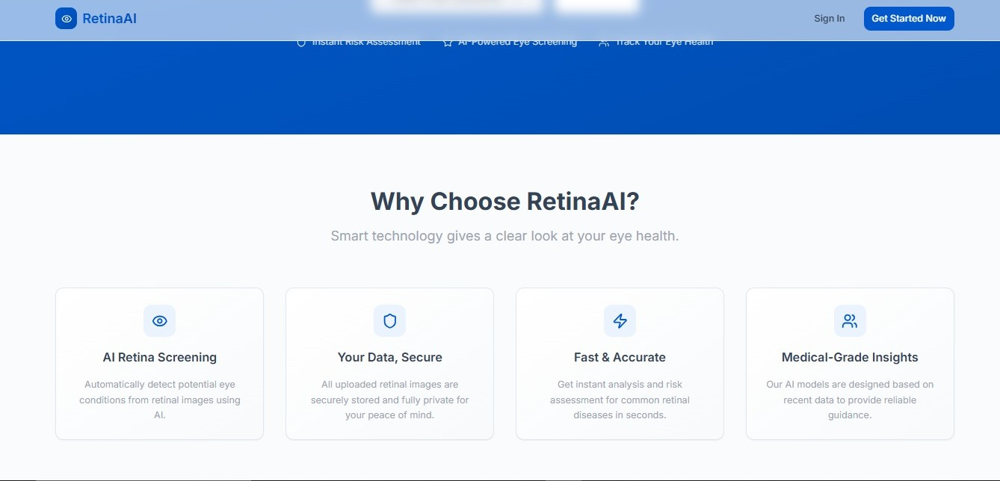 RetinaAI
Sign In
Get Started Now
Instant Risk Assessment
AI-Powered Eye Screening
Track Your Eye Health
Why Choose RetinaAI?
Smart technology gives a clear look at your eye health.
AI Retina Screening
Automatically detect potential eye
conditions from retinal images using
AI.
Your Data, Secure
All uploaded retinal images are
securely stored and fully private for
your peace of mind.
Fast & Accurate
Get instant analysis and risk
assessment for common retinal
diseases in seconds.
Medical-Grade Insights
Our AI models are designed based on
recent data to provide reliable
guidance.